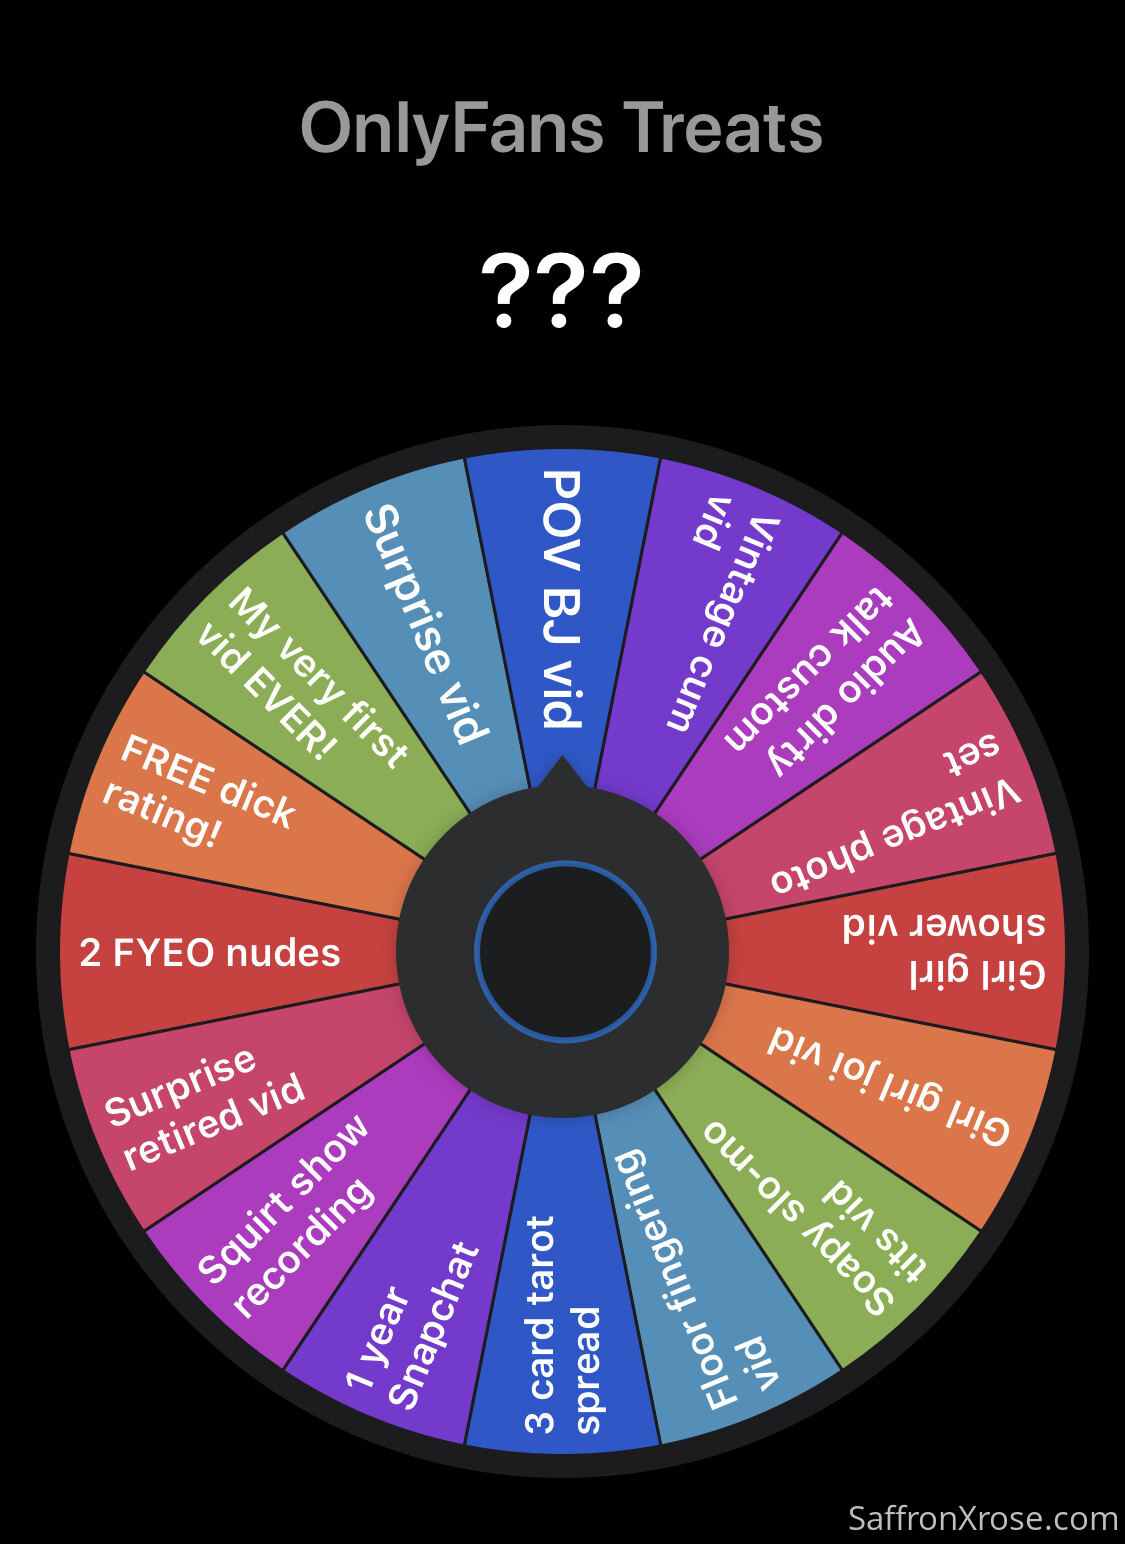 OnlyFans Treats
???
POV BJ vid
Vintage cum
vid
Audio dirty
talk custom
Vintage photo
set
Girl girl
shower vid
Girl girl joi vid
Soapy slo-mo
tits vid
Floor fingering
vid
3 card tarot
spread
1 year
Snapchat
Squirt show
recording
Surprise
retired vid
2 FYEO nudes
FREE dick
rating!
My very first
vid EVER!
Surprise vid
SaffronXrose.com